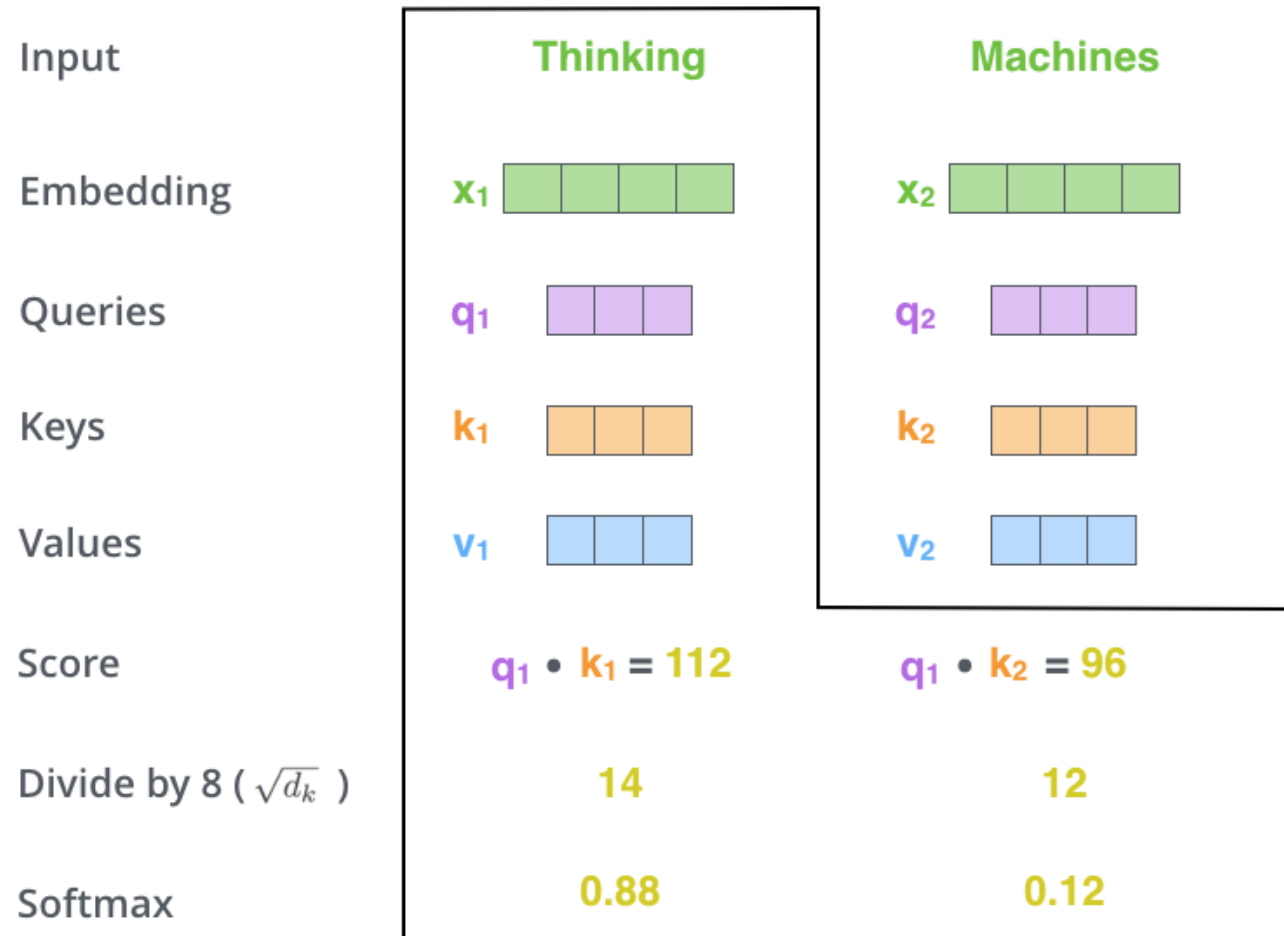 Input Thinking Machines
Embedding x₁ x₂
Queries q₁ q₂
Keys k₁ k₂
Values v₁ v₂
Score q₁ • k₁ = 112 q₁ • k₂ = 96
Divide by 8 ( √dₖ ) 14 12
Softmax 0.88 0.12